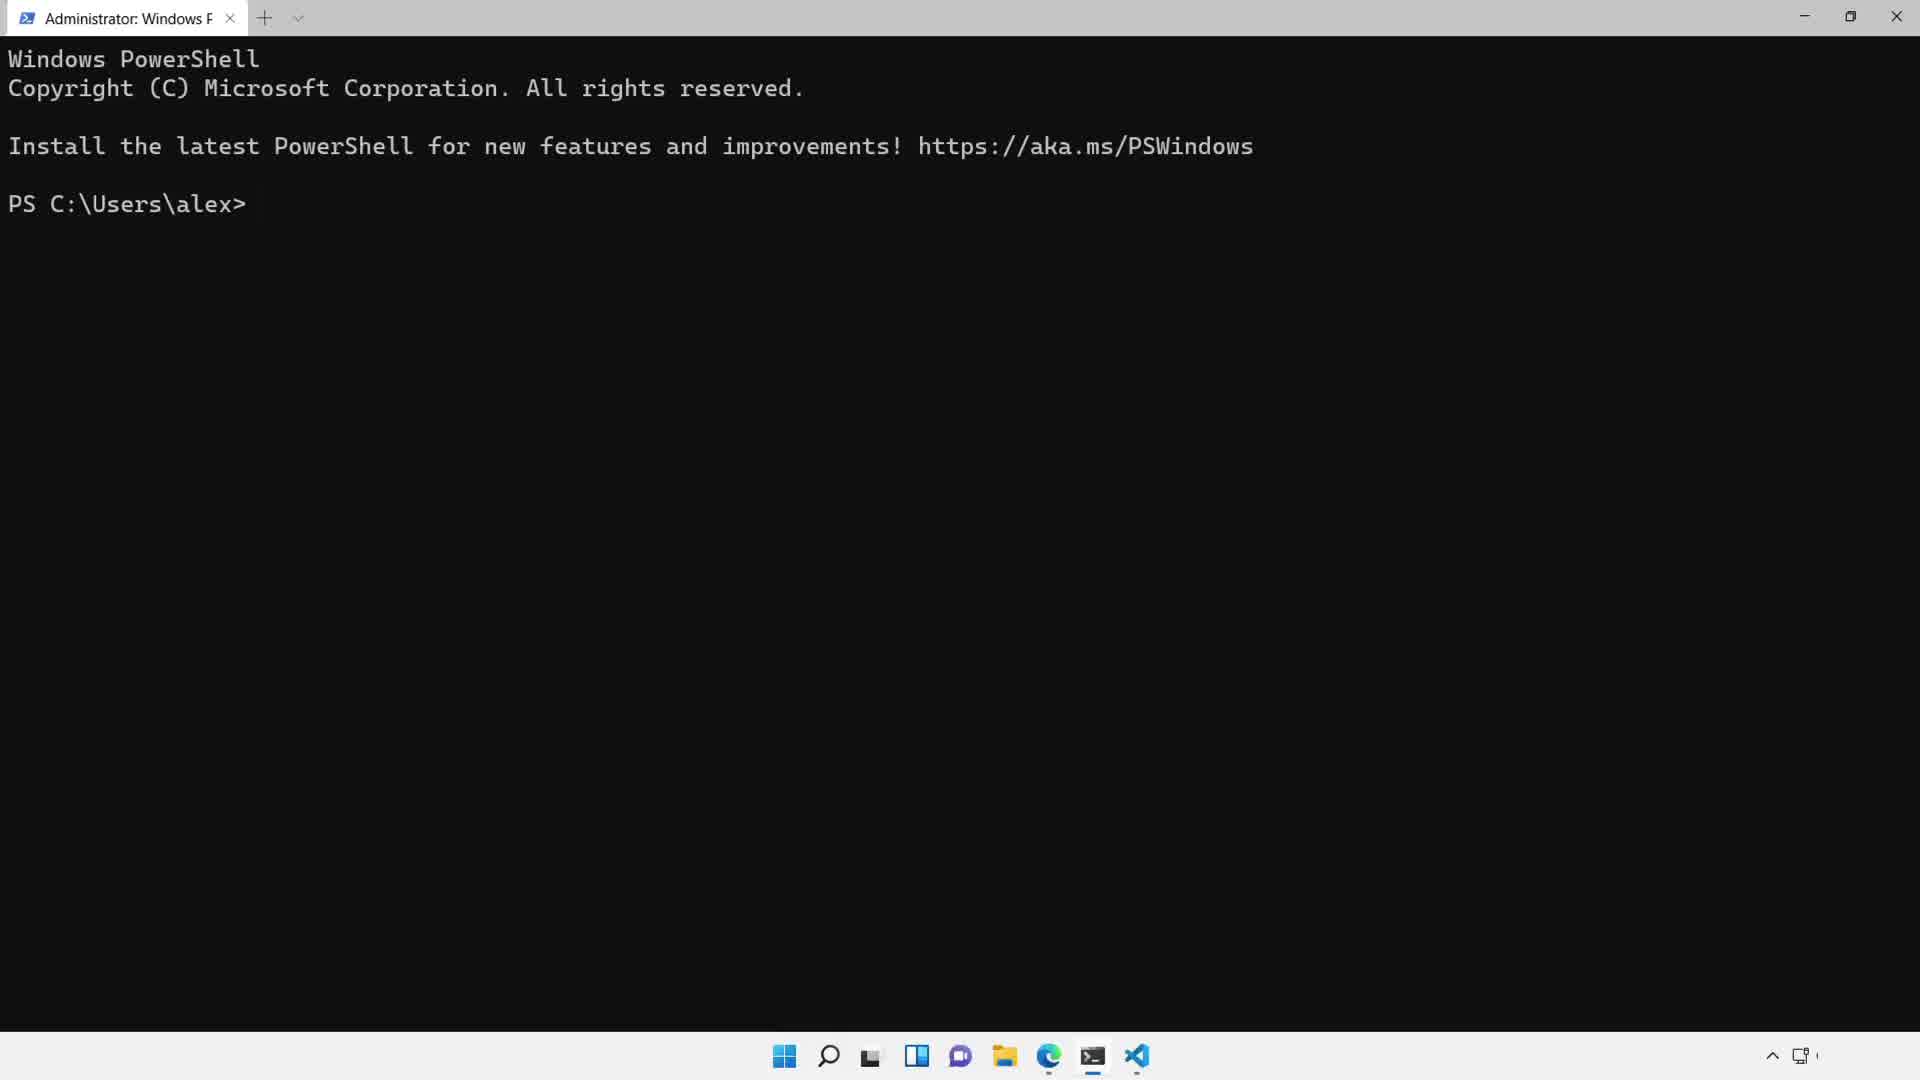 Administrator: Windows P
Windows PowerShell
Copyright (C) Microsoft Corporation. All rights reserved.
Install the latest PowerShell for new features and improvements! https://aka.ms/PSWindows
PS C:\Users\alex>